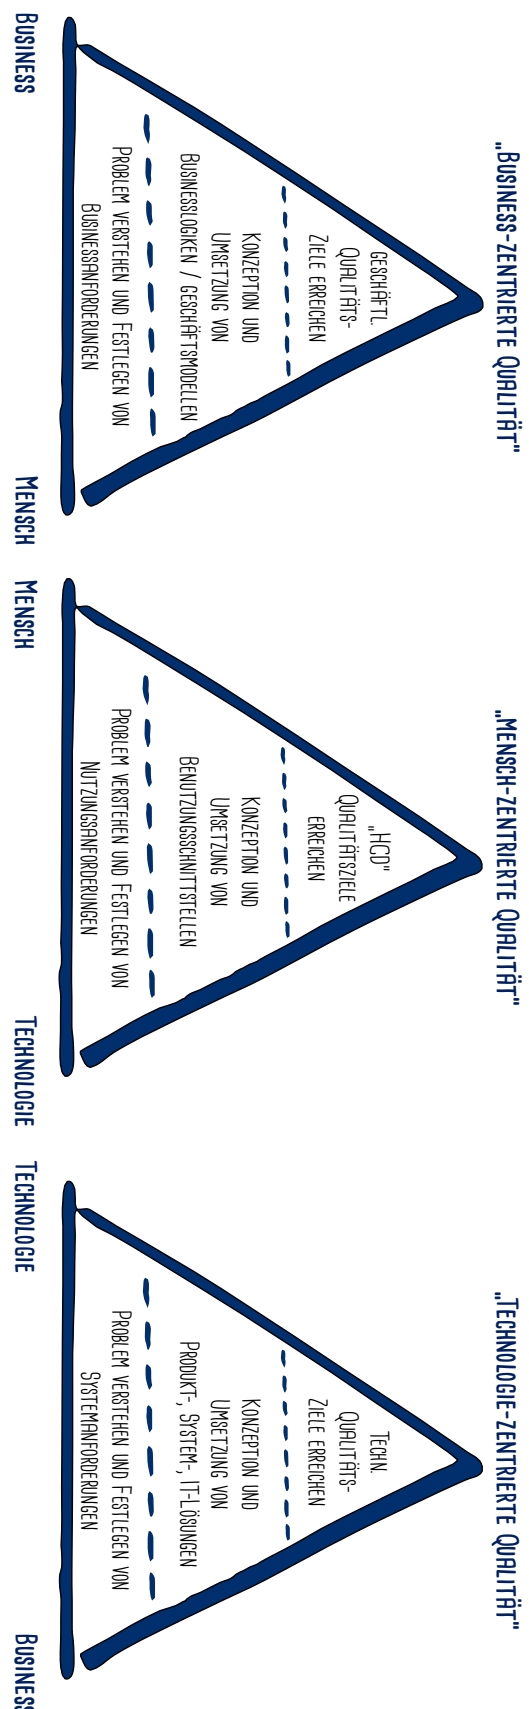 „Business-zentrierte Qualität"
geschäftl.
Qualitäts-
ziele erreichen
Konzeption und
Umsetzung von
Businesslogiken / Geschäftsmodellen
Problem verstehen und Festlegen von
Businessanforderungen
Business
Mensch
„Mensch-zentrierte Qualität"
„HCD"
Qualitätsziele
erreichen
Konzeption und
Umsetzung von
Benutzungsschnittstellen
Problem verstehen und Festlegen von
Nutzungsanforderungen
Mensch
Technologie
„Technologie-zentrierte Qualität"
Techn.
Qualitäts-
ziele erreichen
Konzeption und
Umsetzung von
Produkt-, System-, IT-Lösungen
Problem verstehen und Festlegen von
Systemanforderungen
Technologie
Business